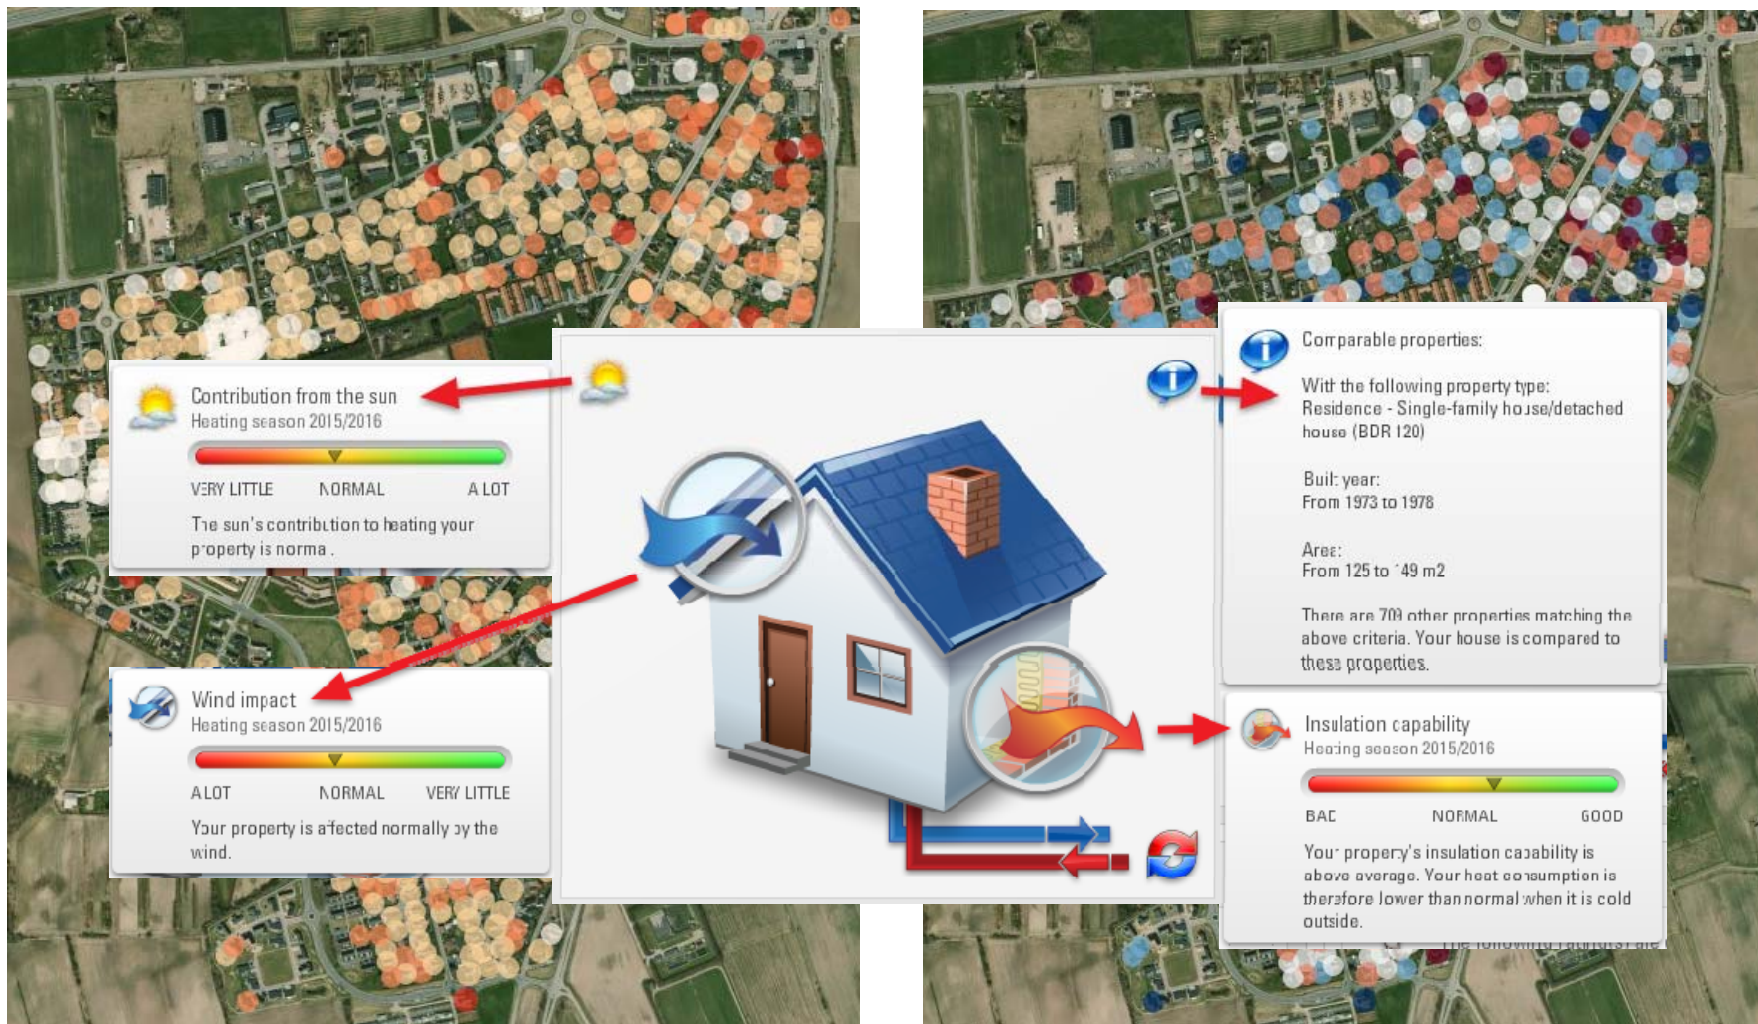 Contribution from the sun
Heating season 2015/2016
VERY LITTLE NORMAL A LOT
The sun's contribution to heating your
property is normal.
Wind impact
Heating season 2015/2016
A LOT NORMAL VERY LITTLE
Your property is affected normally by the
wind.
Comparable properties:
With the following property type:
Residence - Single-family house/detached
house (BDR 120)
Built year:
From 1973 to 1978
Area:
From 125 to 149 m2
There are 709 other properties matching the
above criteria. Your house is compared to
these properties.
Insulation capability
Heating season 2015/2016
BAD NORMAL GOOD
Your property's insulation capability is
above average. Your heat consumption is
therefore lower than normal when it is cold
outside.